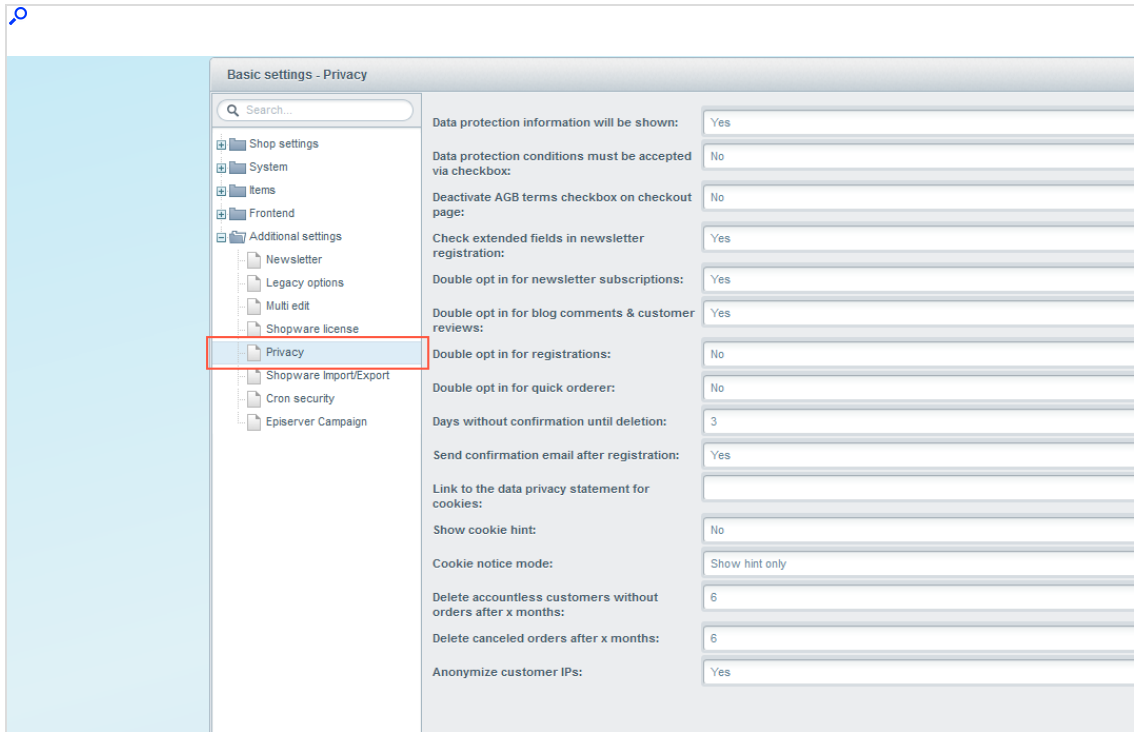 Basic settings - Privacy
Search...
Shop settings
System
Items
Frontend
Additional settings
Newsletter
Legacy options
Multi edit
Shopware license
Privacy
Shopware Import/Export
Cron security
Episerver Campaign
Data protection information will be shown: Yes
Data protection conditions must be accepted No
via checkbox:
Deactivate AGB terms checkbox on checkout No
page:
Check extended fields in newsletter Yes
registration:
Double opt in for newsletter subscriptions: Yes
Double opt in for blog comments & customer Yes
reviews:
Double opt in for registrations: No
Double opt in for quick orderer: No
Days without confirmation until deletion: 3
Send confirmation email after registration: Yes
Link to the data privacy statement for
cookies:
Show cookie hint: No
Cookie notice mode: Show hint only
Delete accountless customers without 6
orders after x months:
Delete canceled orders after x months: 6
Anonymize customer IPs: Yes